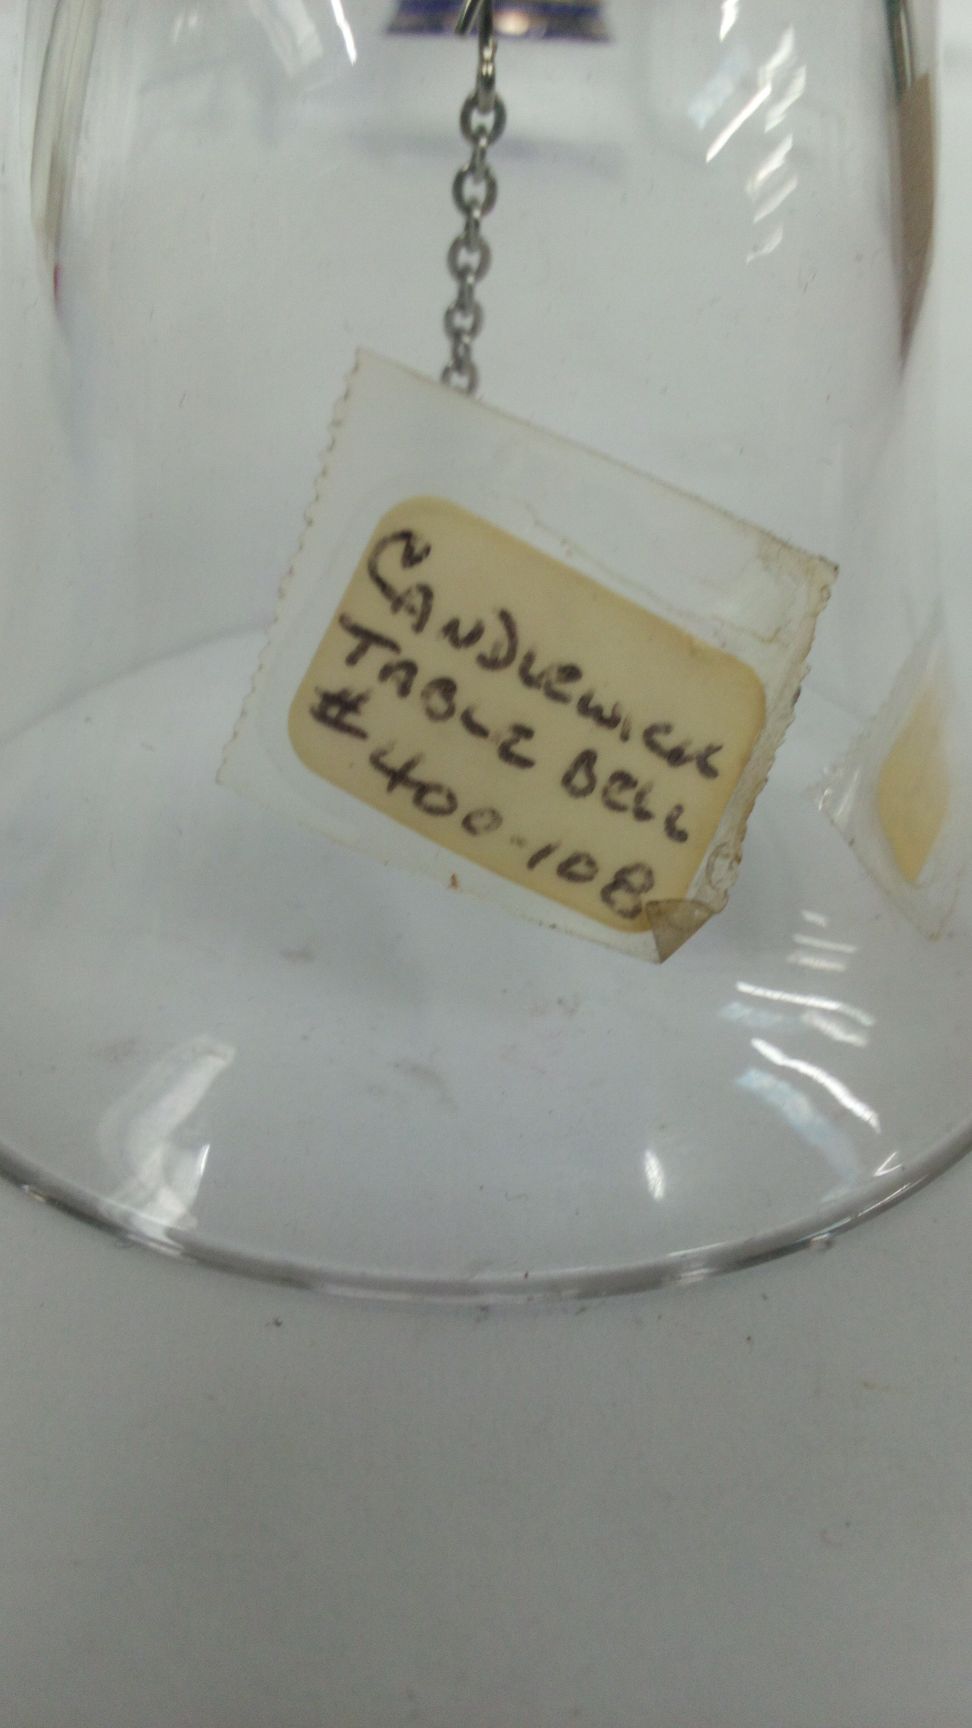 CANDLEWICK
TABLE BELL
# 400-108